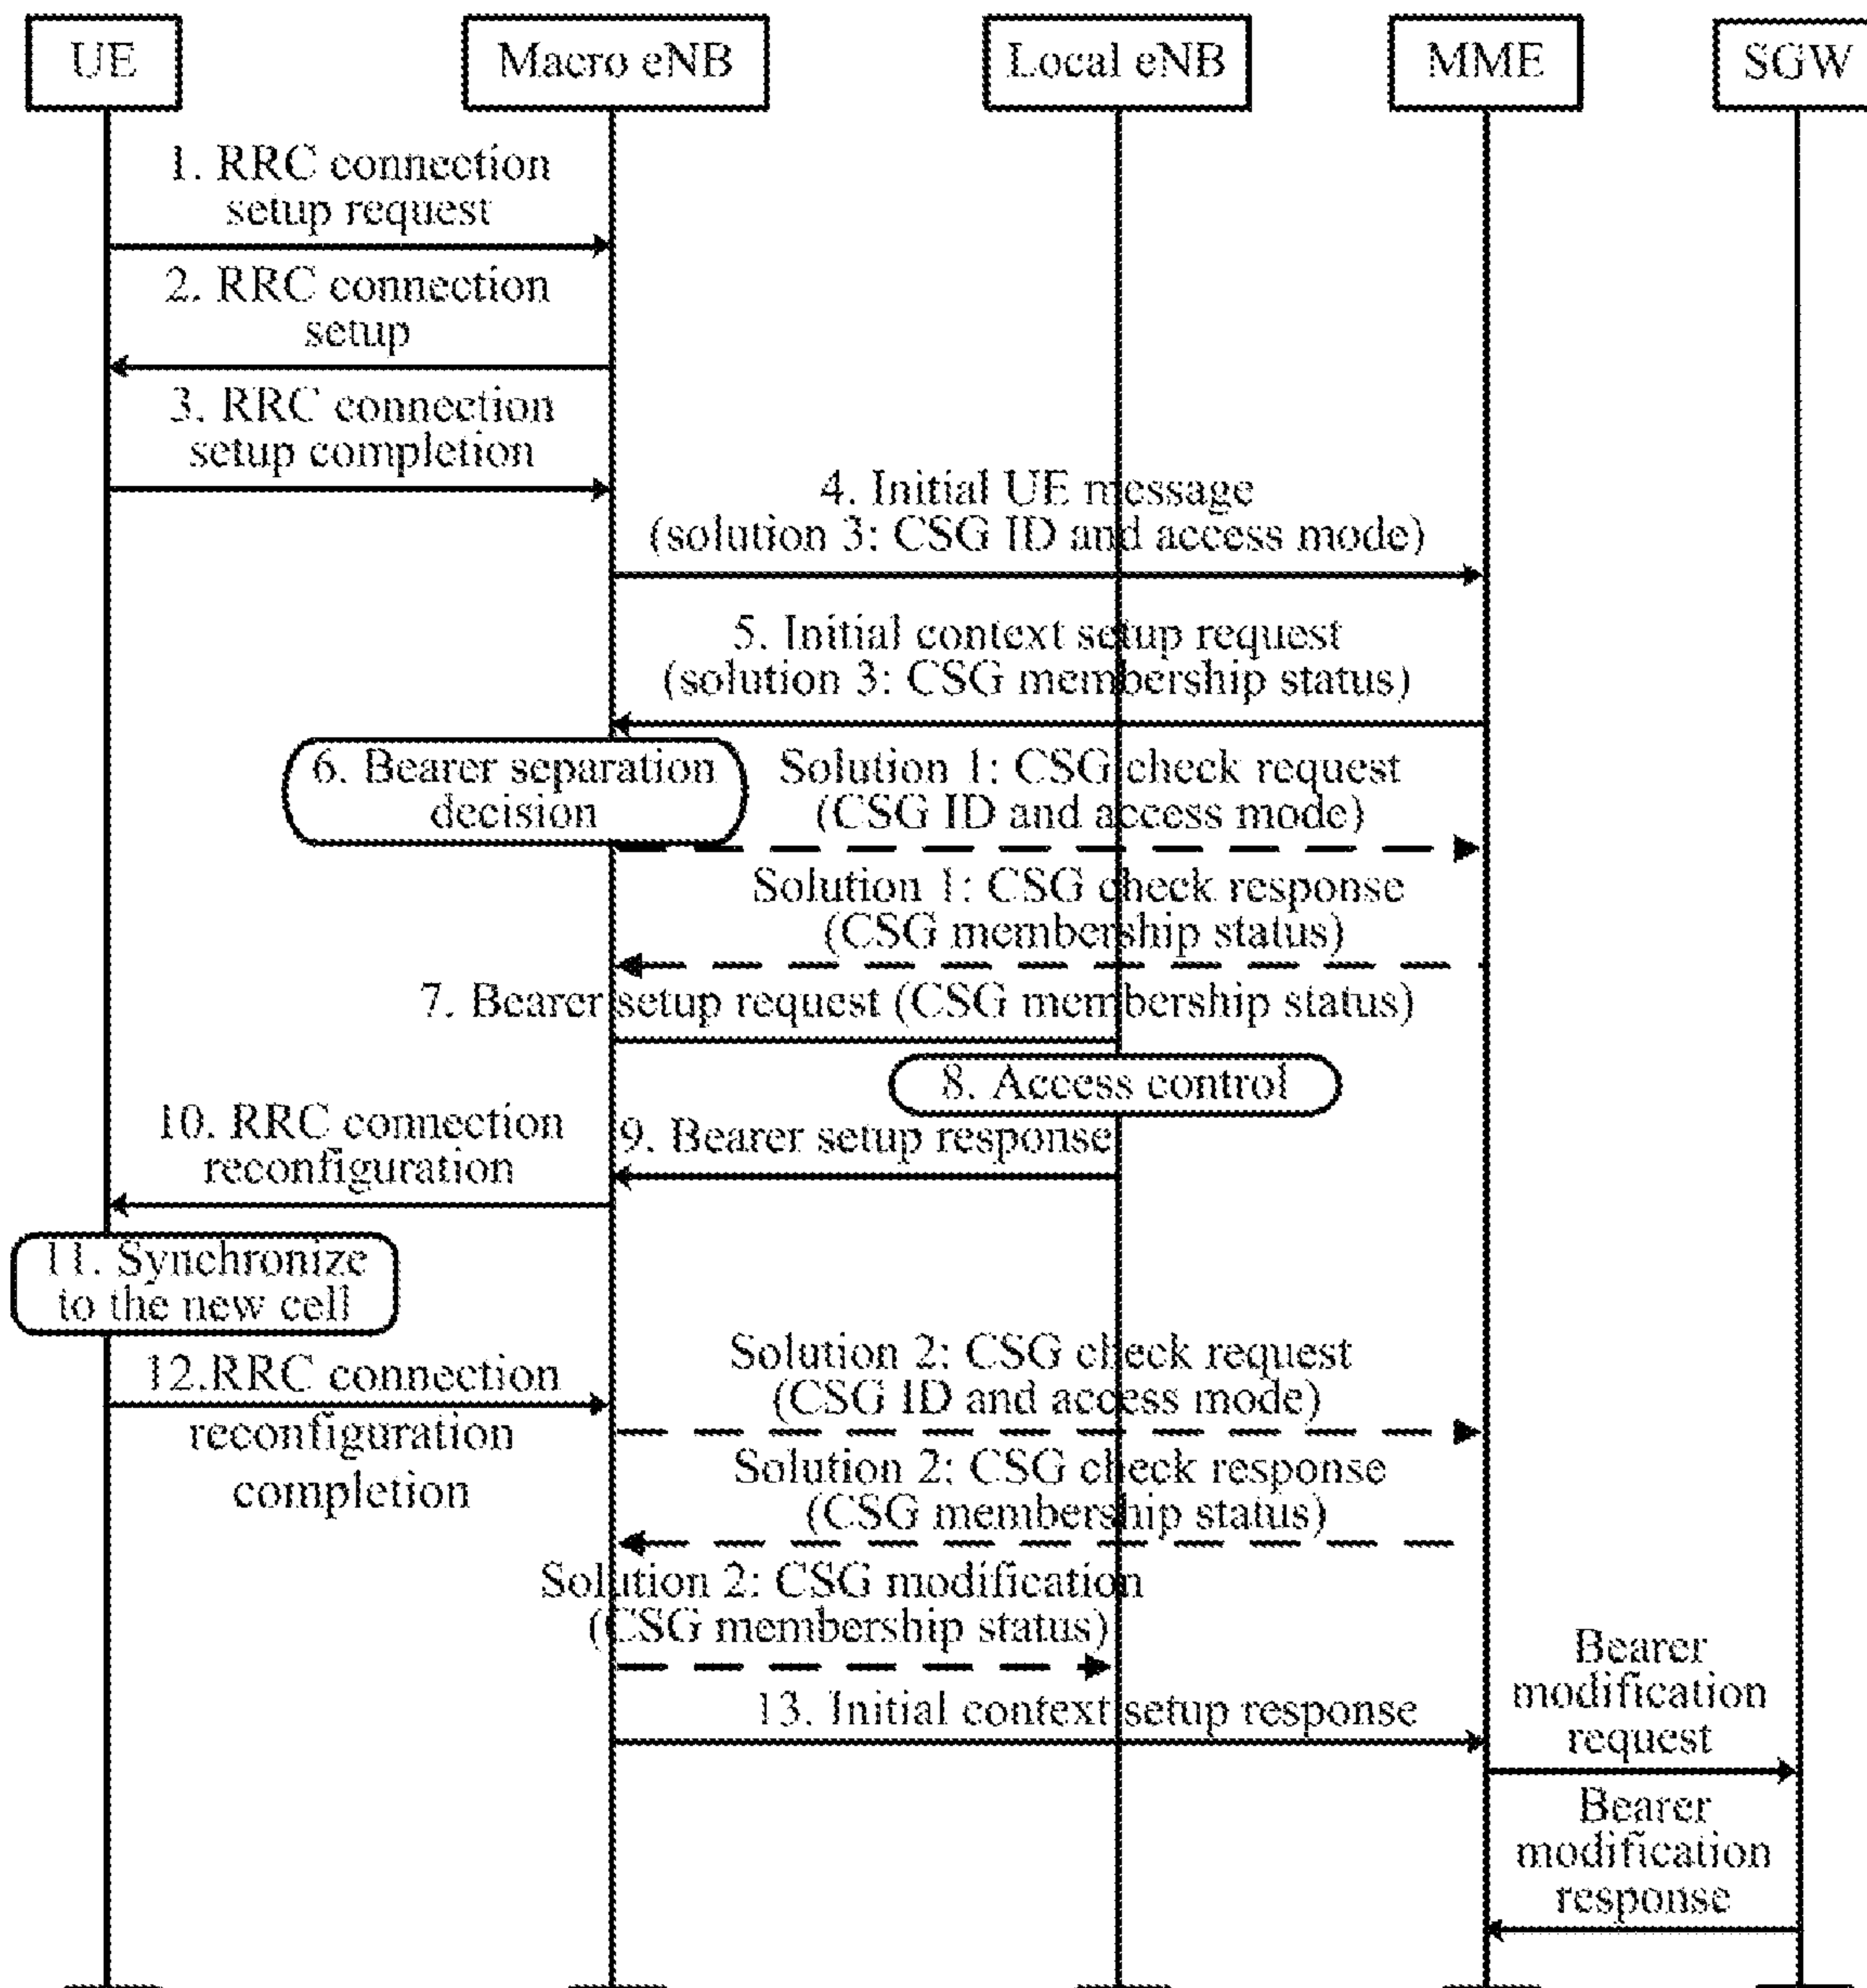 UE
Macro eNB
Local eNB
MME
SGW
1. RRC connection
setup request
2. RRC connection
setup
3. RRC connection
setup completion
4. Initial UE message
(solution 3: CSG ID and access mode)
5. Initial context setup request
(solution 3: CSG membership status)
6. Bearer separation
decision
Solution 1: CSG check request
(CSG ID and access mode)
Solution 1: CSG check response
(CSG membership status)
7. Bearer setup request (CSG membership status)
8. Access control
9. Bearer setup response
10. RRC connection
reconfiguration
11. Synchronize
to the new cell
12.RRC connection
reconfiguration
completion
Solution 2: CSG check request
(CSG ID and access mode)
Solution 2: CSG check response
(CSG membership status)
Solution 2: CSG modification
(CSG membership status)
13. Initial context setup response
Bearer
modification
request
Bearer
modification
response